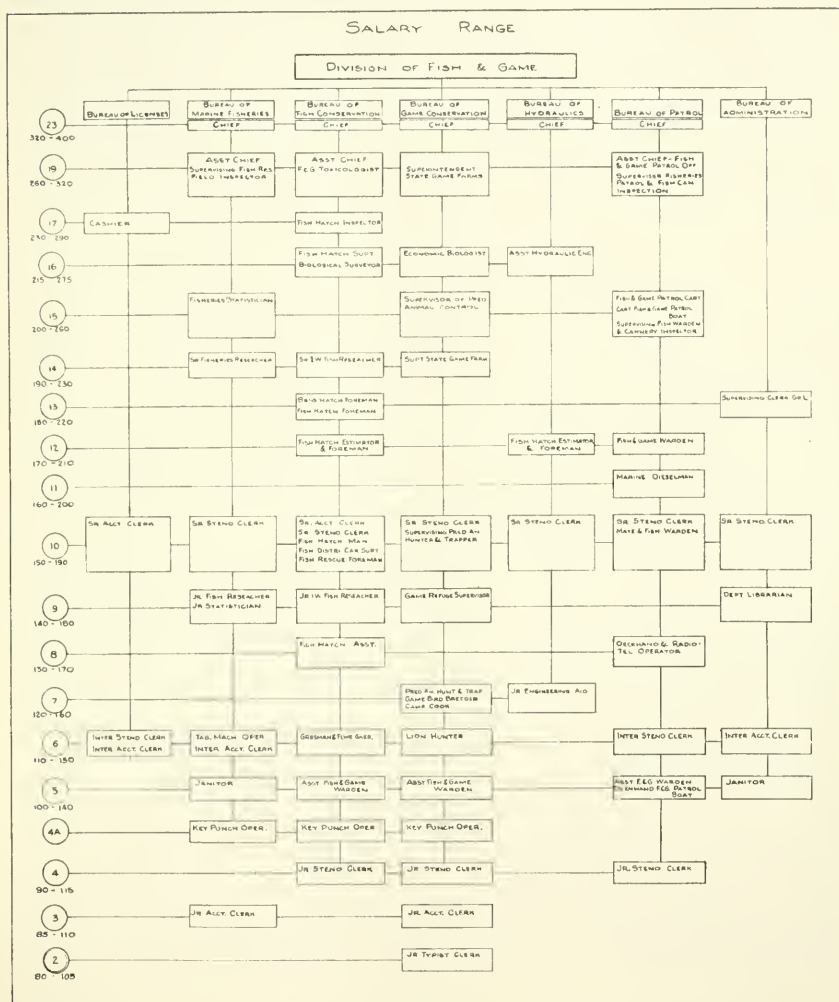 SALARY RANGE
DIVISION OF FISH & GAME
BUREAU OF LICENSES
BUREAU OF
MARINE FISHERIES
CHIEF
BUREAU OF
FISH CONSERVATION
CHIEF
BUREAU OF
GAME CONSERVATION
CHIEF
BUREAU OF
HYDRAULICS
CHIEF
BUREAU OF PATROL
CHIEF
BUREAU OF
ADMINISTRATION
23
320 - 400
19
260 - 320
ASST CHIEF
SUPERVISING FISH RES.
FIELD INSPECTOR
ASST CHIEF
F&G TOXICOLOGIST
SUPERINTENDENT
STATE GAME FARMS
ASST CHIEF - FISH
& GAME PATROL OFF
SUPERVISOR FISHERIES
PATROL & FISH CAN
INSPECTION
17
230 - 290
CASHIER
FISH HATCH INSPECTOR
16
215 - 275
FISH HATCH SUPT
BIOLOGICAL SURVEYOR
ECONOMIC BIOLOGIST
ASST HYDRAULIC ENG
15
200 - 260
FISHERIES STATISTICIAN
SUPERVISOR OF PRED
ANIMAL CONTROL
FISH & GAME PATROL CAPT
CAPT FISH & GAME PATROL
BOAT
SUPERVISING FISH WARDEN
& CANNERY INSPECTOR
14
190 - 230
SR FISHERIES RESEACHER
SR I W FISH RESEACHER
SUPT STATE GAME FARM
13
180 - 220
HATCH FOREMAN
FISH HATCH FOREMAN
SUPERVISING CLERK GR I
12
170 - 210
FISH HATCH ESTIMATOR
& FOREMAN
FISH HATCH ESTIMATOR
& FOREMAN
FISH & GAME WARDEN
11
160 - 200
MARINE DIESELMAN
10
150 - 190
SR ACCT CLERK
SR STENO CLERK
SR. ACCT CLERK
SR STENO CLERK
FISH HATCH MAN
FISH DISTRI CAR SUPT
FISH RESCUE FOREMAN
SR STENO CLERK
SUPERVISING PRED AN
HUNTER & TRAPPER
SR STENO CLERK
SR STENO CLERK
MATE & FISH WARDEN
SR STENO CLERK
9
140 - 180
JR FISH RESEACHER
JR STATISTICIAN
JR I W FISH RESEACHER
GAME REFUGE SUPERVISOR
DEPT LIBRARIAN
8
130 - 170
FISH HATCH ASST.
DECKHAND & RADIO-
TEL OPERATOR
7
120 - 160
PRED AN. HUNT & TRAP
GAME BIRD BREEDER
CAMP COOK
JR ENGINEERING AID
6
110 - 150
INTER STENO CLERK
INTER ACCT. CLERK
TAB. MACH OPER
INTER ACCT. CLERK
LION HUNTER
INTER STENO CLERK
INTER ACCT. CLERK
5
100 - 140
JANITOR
ASST FISH & GAME
WARDEN
ASST FISH & GAME
WARDEN
ASST F&G WARDEN
F&G PATROL
BOAT
JANITOR
4A
KEY PUNCH OPER.
KEY PUNCH OPER
KEY PUNCH OPER.
4
90 - 115
JR STENO CLERK
JR STENO CLERK
JR. STENO CLERK
3
85 - 110
JR ACCT. CLERK
JR. ACCT. CLERK
2
80 - 105
JR TYPIST CLERK